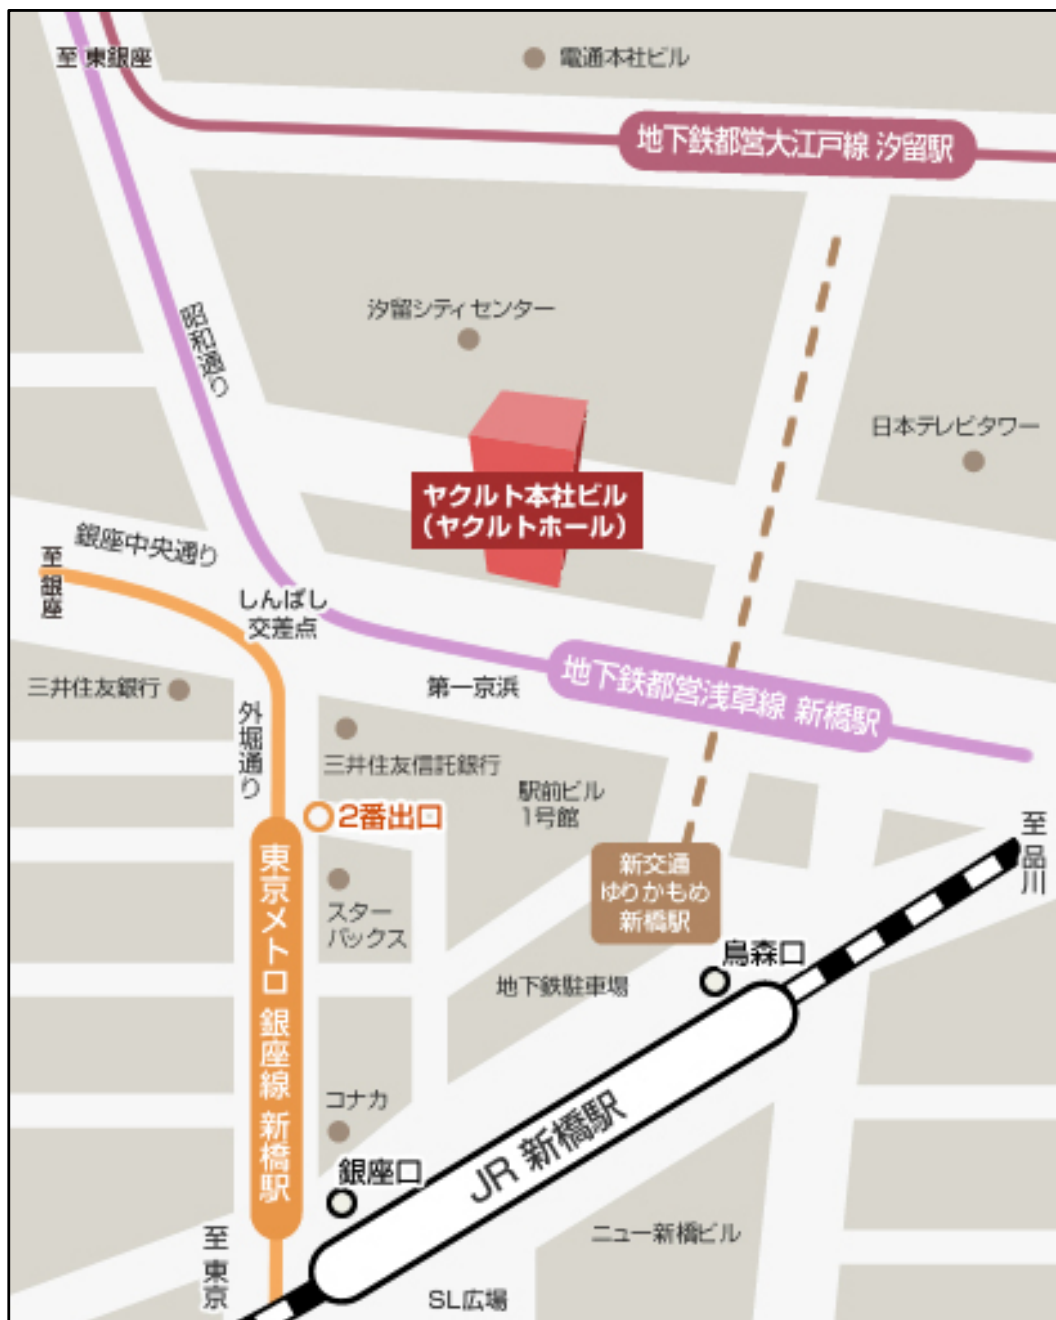 至 東銀座
電通本社ビル
地下鉄都営大江戸線 汐留駅
汐留シティセンター
昭和通り
日本テレビタワー
ヤクルト本社ビル
（ヤクルトホール）
銀座中央通り
至 銀座
しんばし
交差点
三井住友銀行
第一京浜
地下鉄都営浅草線 新橋駅
外堀通り
三井住友信託銀行
駅前ビル
1号館
2番出口
至 品川
東京メトロ 銀座線 新橋駅
新交通
ゆりかもめ
新橋駅
スター
バックス
烏森口
地下鉄駐車場
コナカ
JR 新橋駅
銀座口
至 東京
ニュー新橋ビル
SL広場